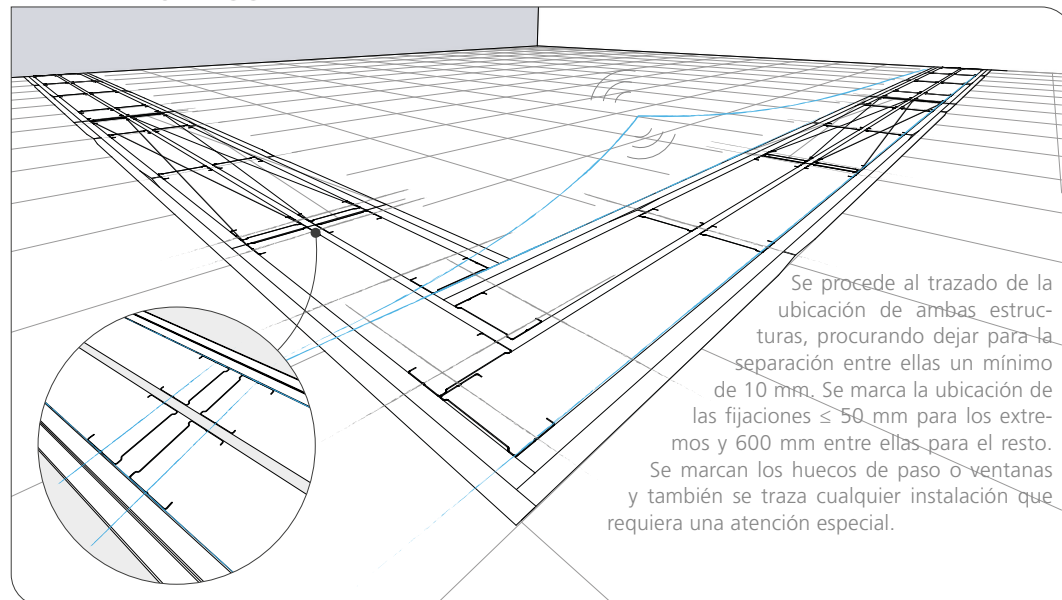 Se procede al trazado de la
ubicación de ambas estruc-
turas, procurando dejar para la
separación entre ellas un mínimo
de 10 mm. Se marca la ubicación de
las fijaciones ≤ 50 mm para los extre-
mos y 600 mm entre ellas para el resto.
Se marcan los huecos de paso o ventanas
y también se traza cualquier instalación que
requiera una atención especial.